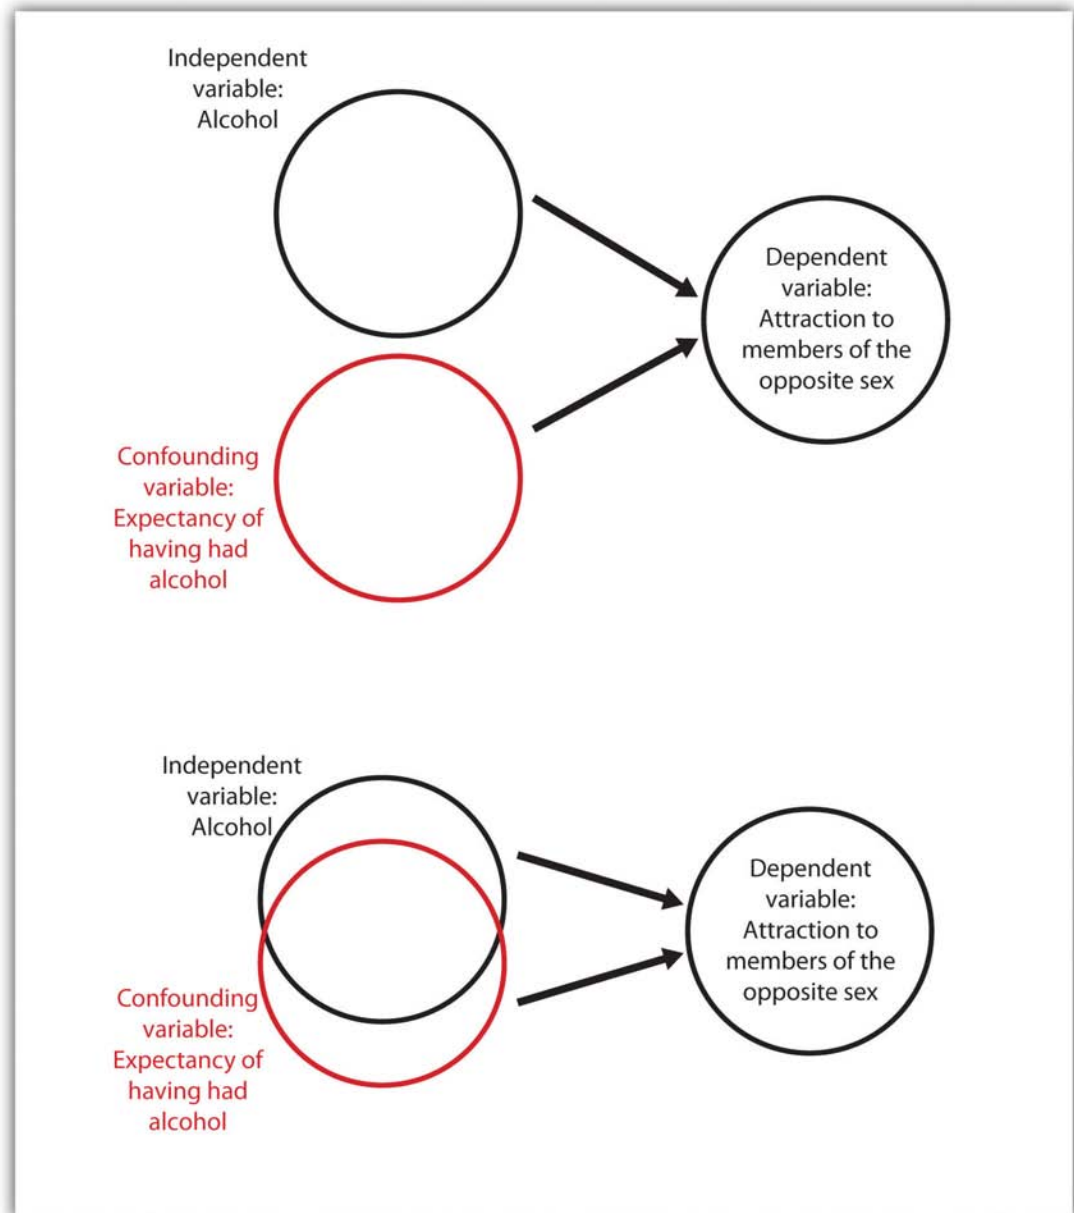 Independent
variable:
Alcohol
Dependent
variable:
Attraction to
members of the
opposite sex
Confounding
variable:
Expectancy of
having had
alcohol
Independent
variable:
Alcohol
Dependent
variable:
Attraction to
members of the
opposite sex
Confounding
variable:
Expectancy of
having had
alcohol